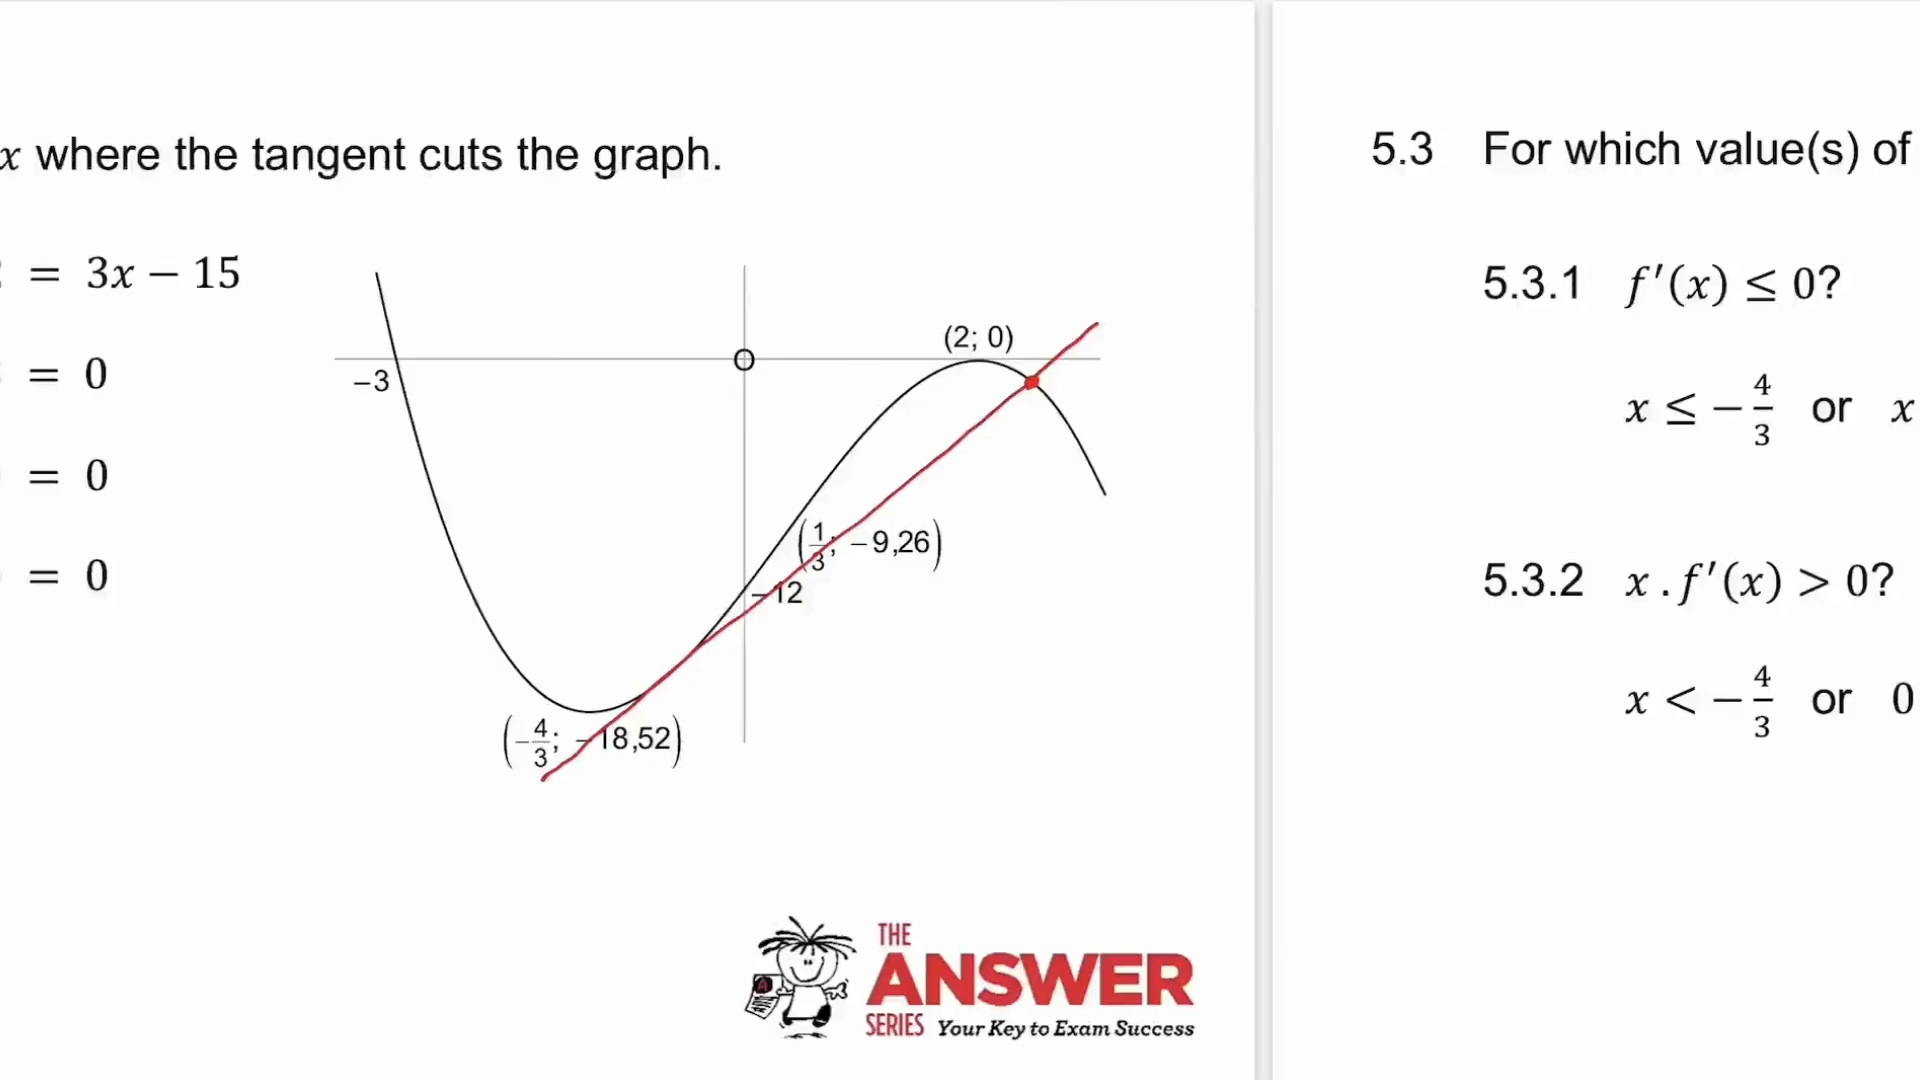 x where the tangent cuts the graph.
= 3x − 15
= 0
= 0
= 0
(2; 0)
O
−3
(1/3; −9,26)
−12
(−4/3; −18,52)
THE
ANSWER
SERIES Your Key to Exam Success
5.3 For which value(s) of
5.3.1 f′(x) ≤ 0?
x ≤ −4/3 or x
5.3.2 x . f′(x) > 0?
x < −4/3 or 0